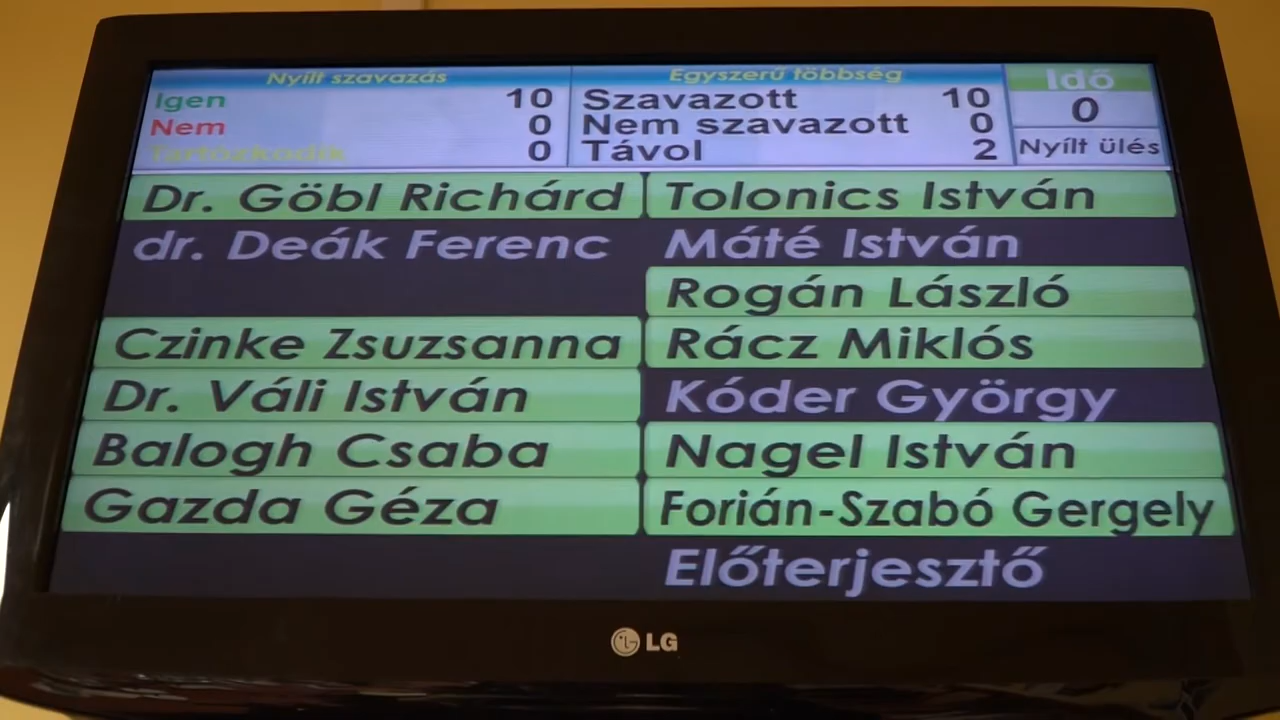 Nyílt szavazás
Igen 10
Nem 0
Tartózkodik 0
Egyszerű többség
Szavazott 10
Nem szavazott 0
Távol 2
Idő
0
Nyílt ülés
Dr. Göbl Richárd Tolonics István
dr. Deák Ferenc Máté István
Rogán László
Czinke Zsuzsanna Rácz Miklós
Dr. Váli István Kóder György
Balogh Csaba Nagel István
Gazda Géza Forián-Szabó Gergely
Előterjesztő
LG